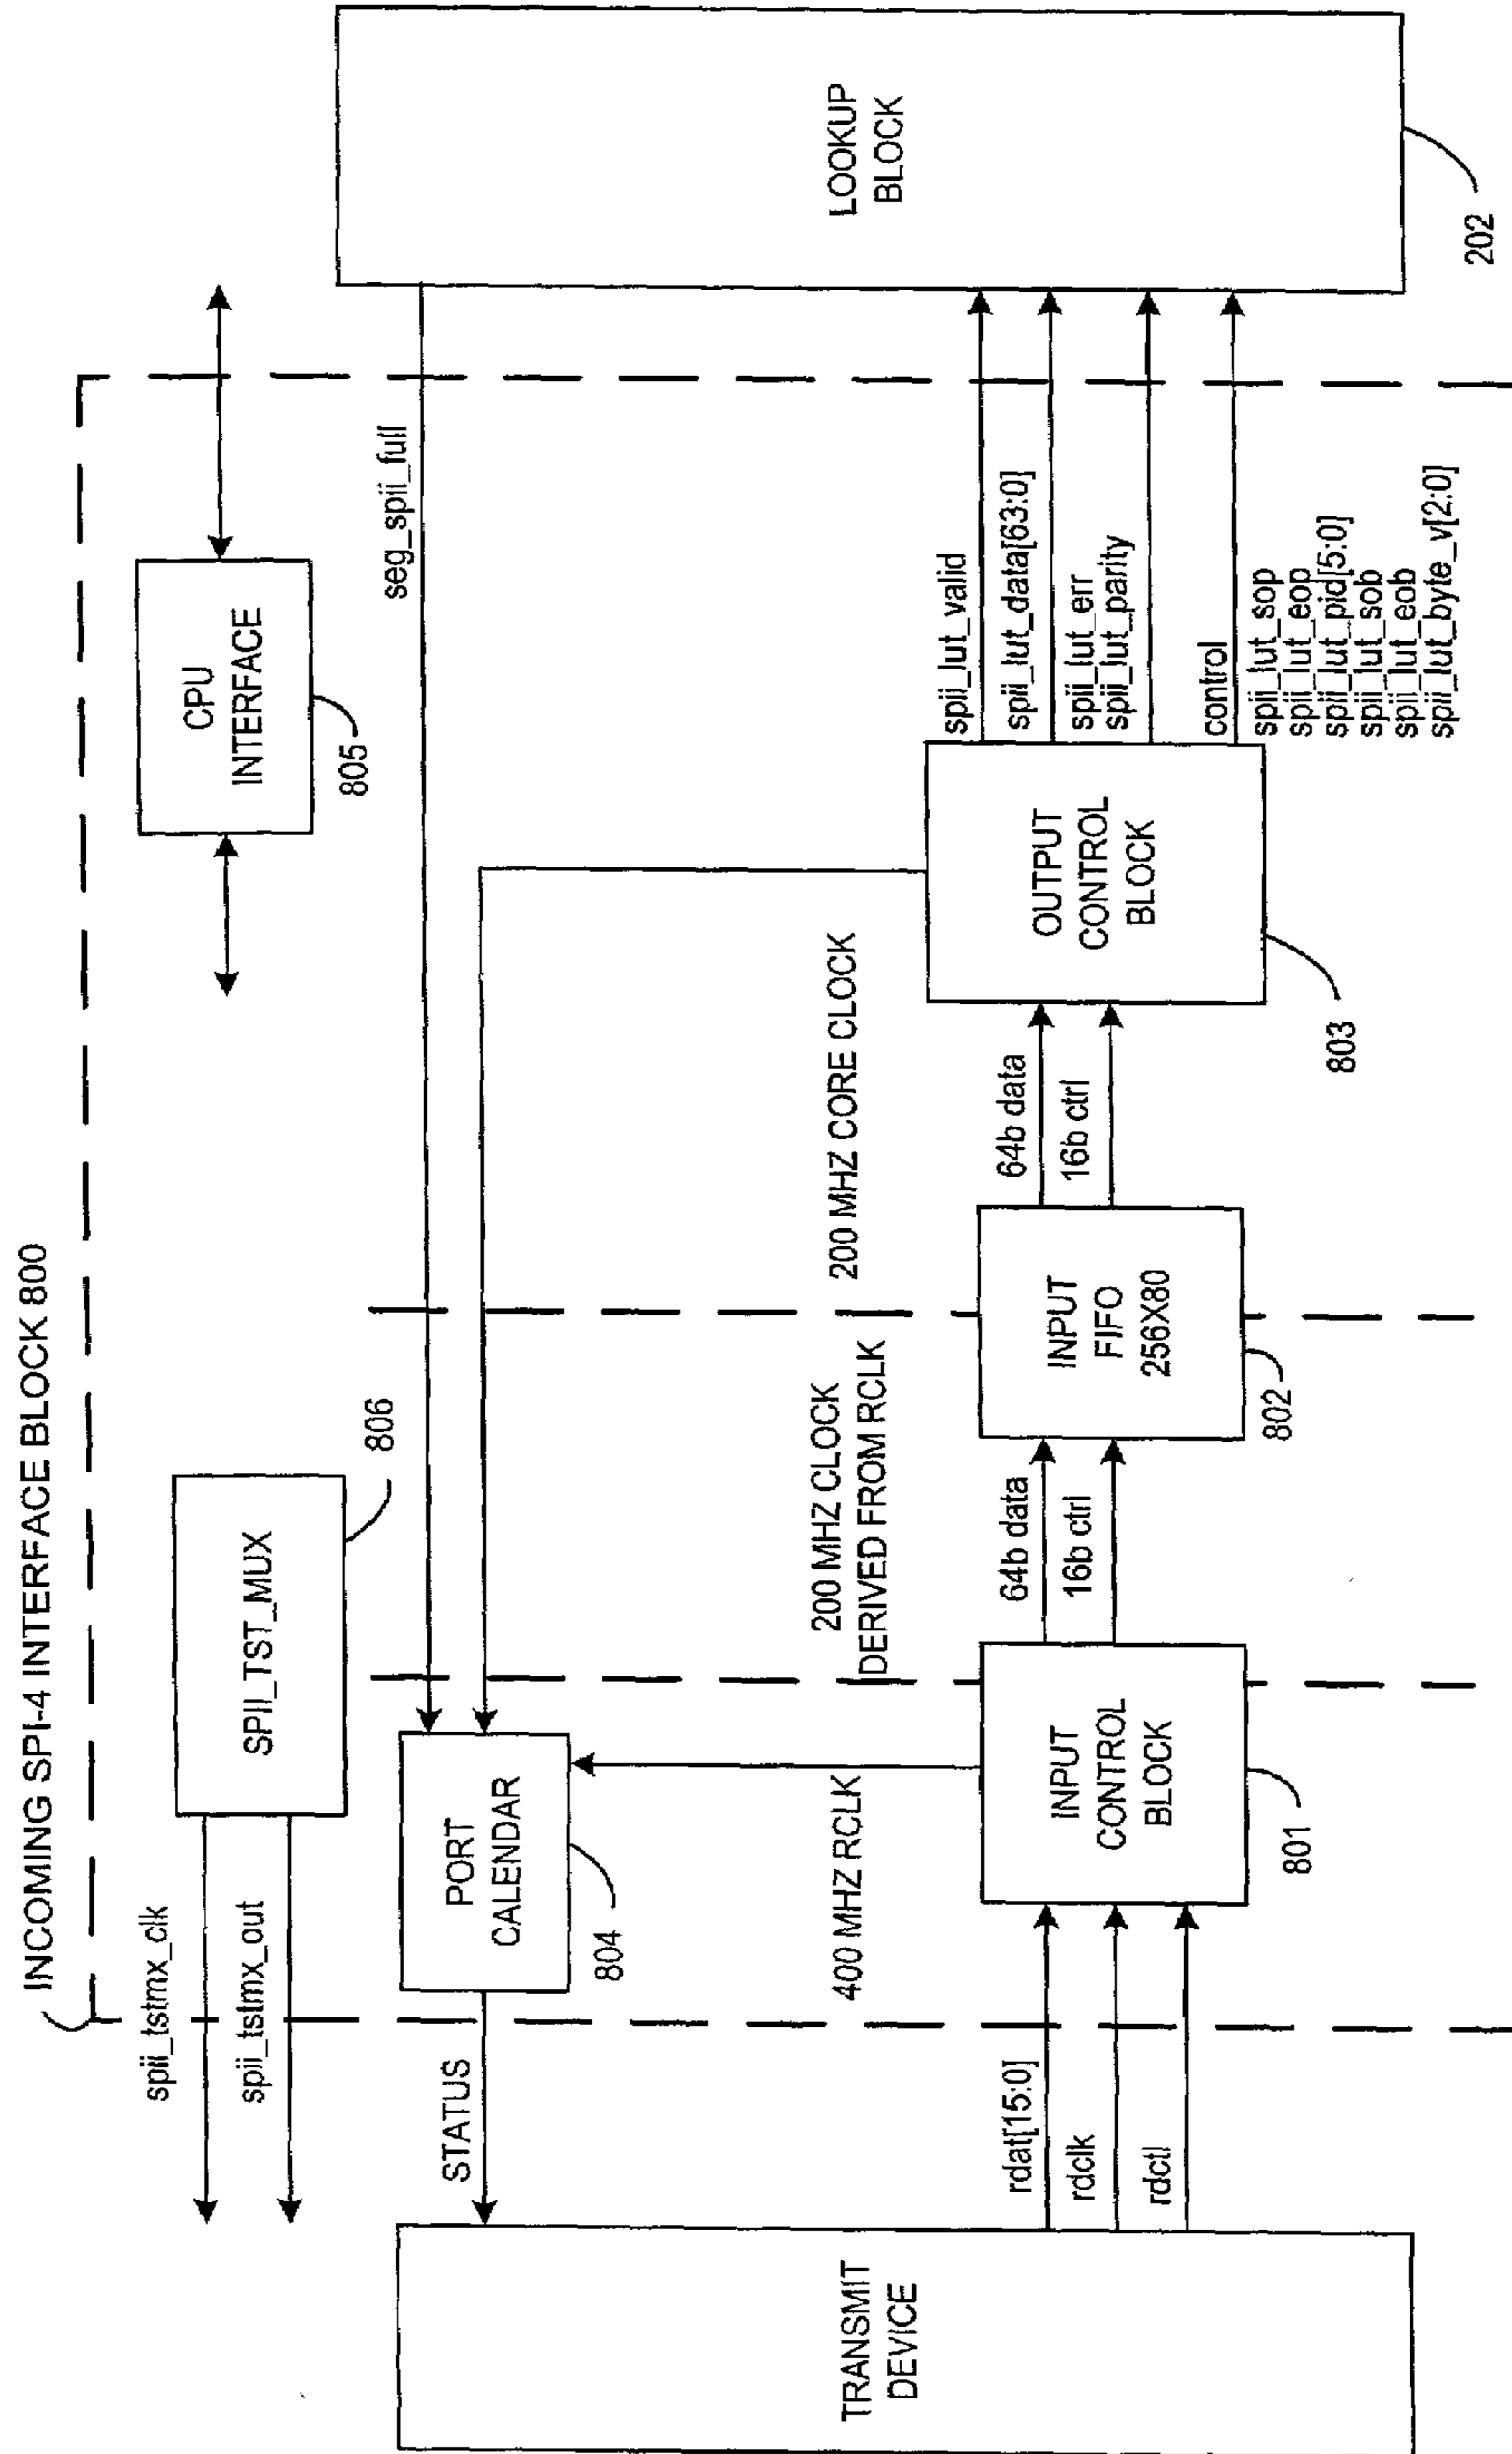 INCOMING SPI-4 INTERFACE BLOCK 800
spii_tstmx_clk
spii_tstmx_out
SPII_TST_MUX
806
CPU
INTERFACE
805
seg_spii_full
STATUS
PORT
CALENDAR
804
TRANSMIT
DEVICE
400 MHZ RCLK
200 MHZ CLOCK
DERIVED FROM RCLK
200 MHZ CORE CLOCK
rdat[15:0]
rdclk
rdctl
INPUT
CONTROL
BLOCK
801
64b data
16b ctrl
INPUT
FIFO
256X80
802
64b data
16b ctrl
OUTPUT
CONTROL
BLOCK
803
spii_lut_valid
spii_lut_data[63:0]
spii_lut_err
spii_lut_parity
control
spii_lut_sop
spii_lut_eop
spii_lut_pid[5:0]
spii_lut_sob
spii_lut_eob
spii_lut_byte_v[2:0]
LOOKUP
BLOCK
202